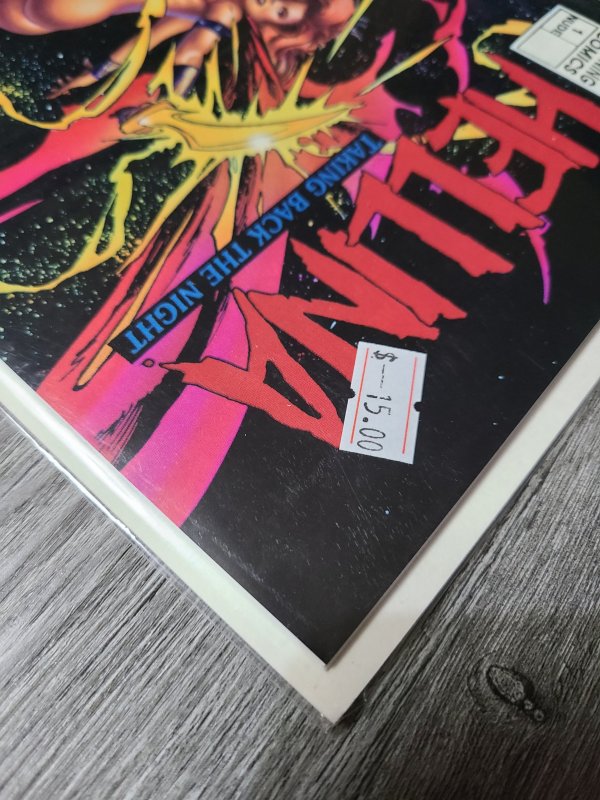 COMICS
1
NUDE
HELLINA
TAKING BACK THE NIGHT
$--15.00